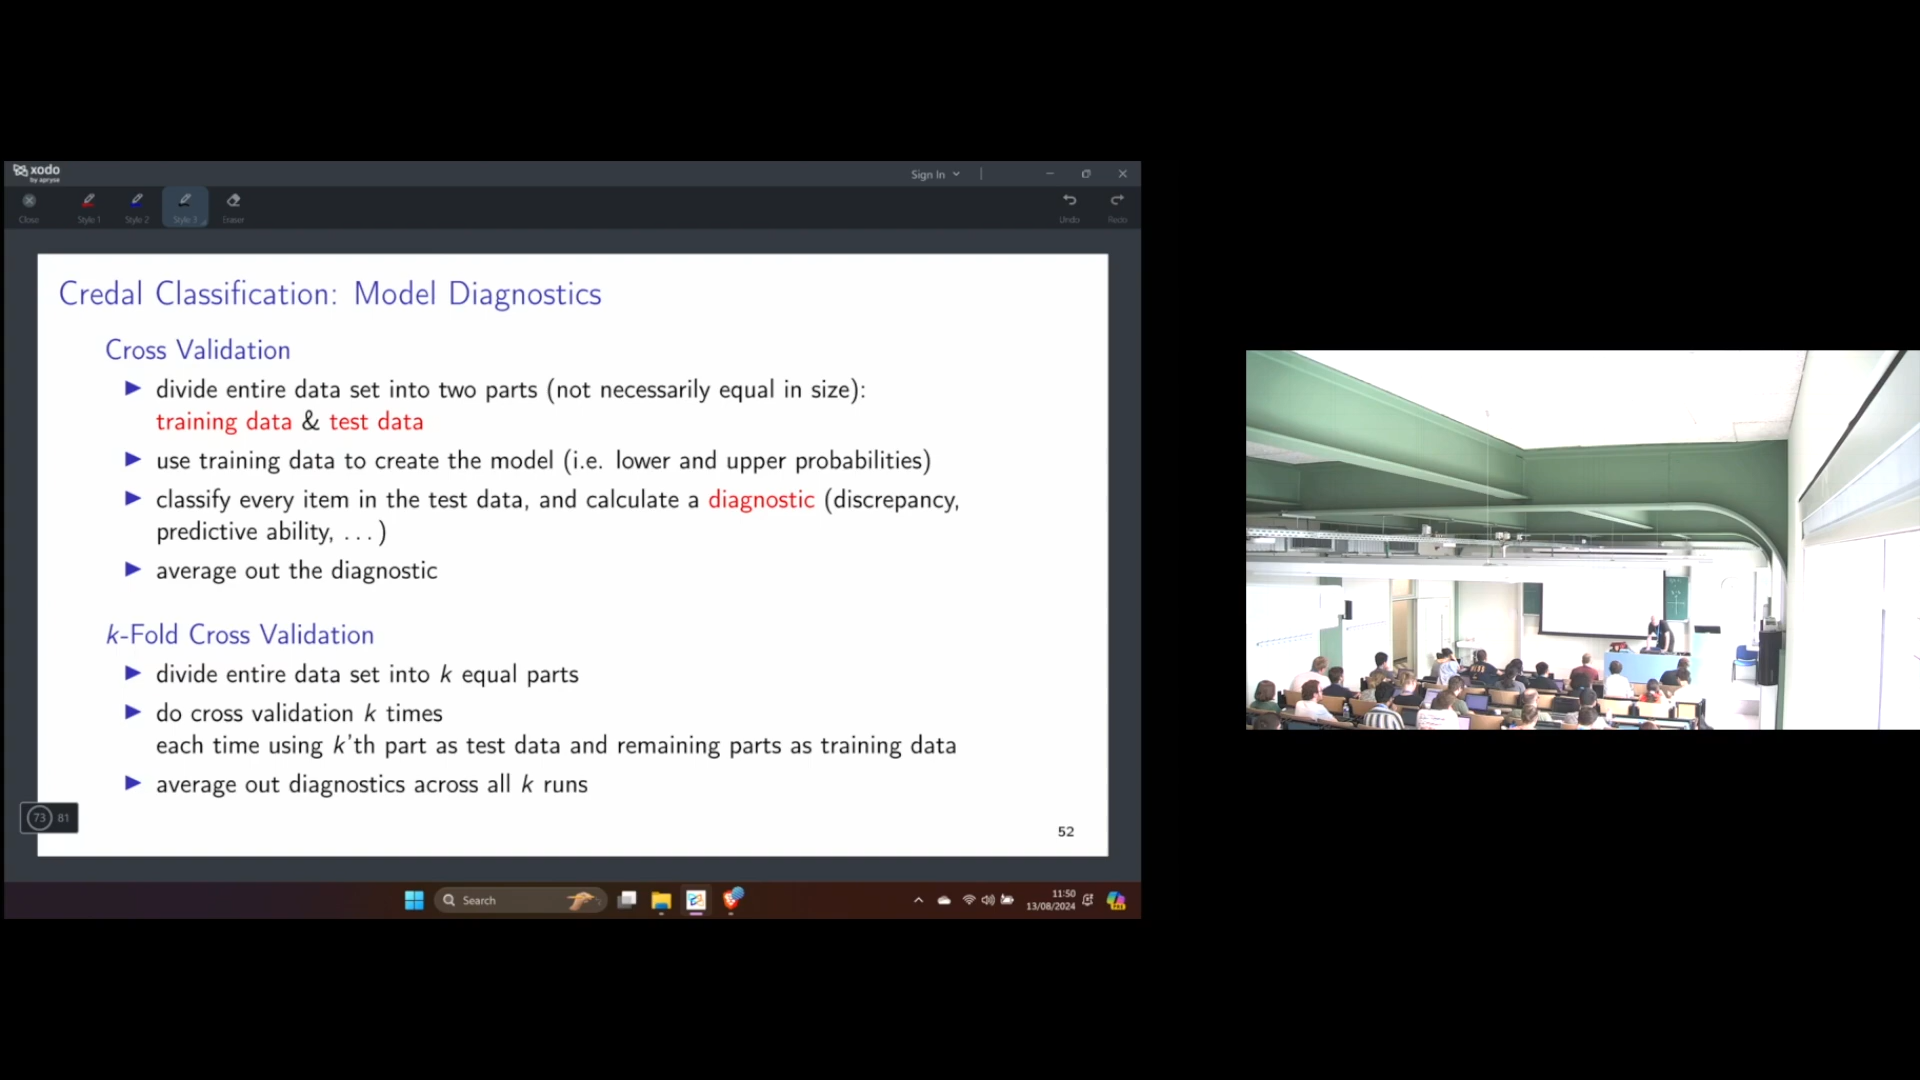 xodo
by apryse
Sign In
Close
Style 1
Style 2
Style 3
Eraser
Undo
Redo
Credal Classification: Model Diagnostics
Cross Validation
▶ divide entire data set into two parts (not necessarily equal in size):
training data & test data
▶ use training data to create the model (i.e. lower and upper probabilities)
▶ classify every item in the test data, and calculate a diagnostic (discrepancy,
predictive ability, ...)
▶ average out the diagnostic
k-Fold Cross Validation
▶ divide entire data set into k equal parts
▶ do cross validation k times
each time using k'th part as test data and remaining parts as training data
▶ average out diagnostics across all k runs
73 81
52
Search
11:50
13/08/2024